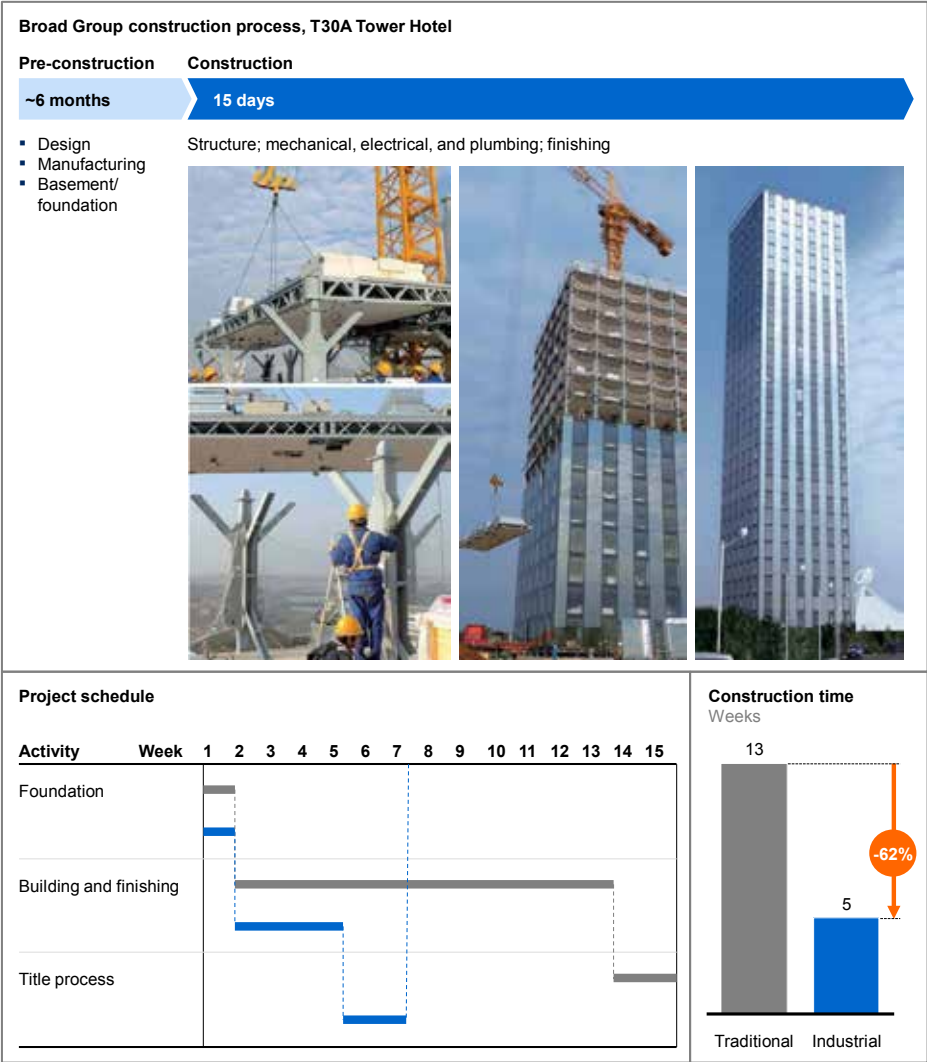 Broad Group construction process, T30A Tower Hotel
Pre-construction
Construction
~6 months
15 days
▪ Design
▪ Manufacturing
▪ Basement/
foundation
Structure; mechanical, electrical, and plumbing; finishing
Project schedule
Activity Week 1 2 3 4 5 6 7 8 9 10 11 12 13 14 15
Foundation
Building and finishing
Title process
Construction time
Weeks
13
-62%
5
Traditional Industrial